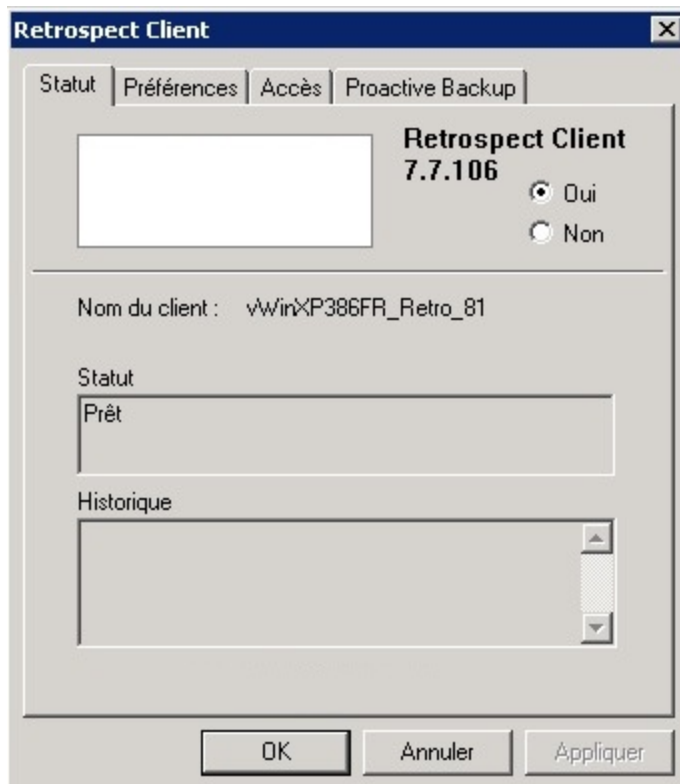 Retrospect Client
Statut Préférences Accès Proactive Backup
Retrospect Client
7.7.106
Oui
Non
Nom du client : vWinXP386FR_Retro_81
Statut
Prêt
Historique
OK Annuler Appliquer